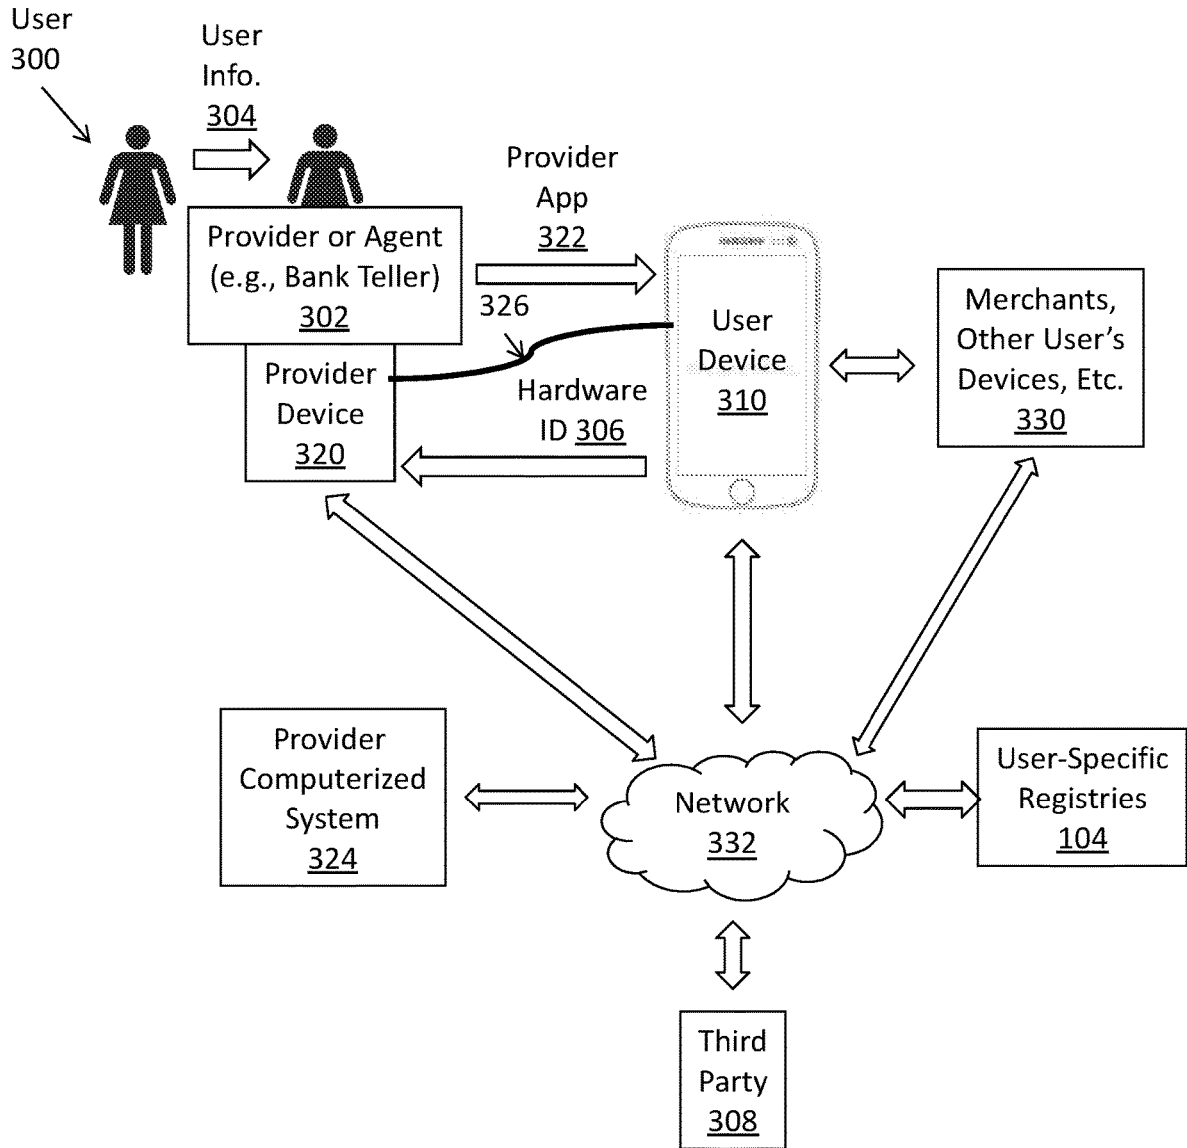 User
300
User
Info.
304
Provider
App
322
Provider or Agent
(e.g., Bank Teller)
302
326
User
Device
310
Merchants,
Other User's
Devices, Etc.
330
Provider
Device
320
Hardware
ID 306
Provider
Computerized
System
324
Network
332
User-Specific
Registries
104
Third
Party
308